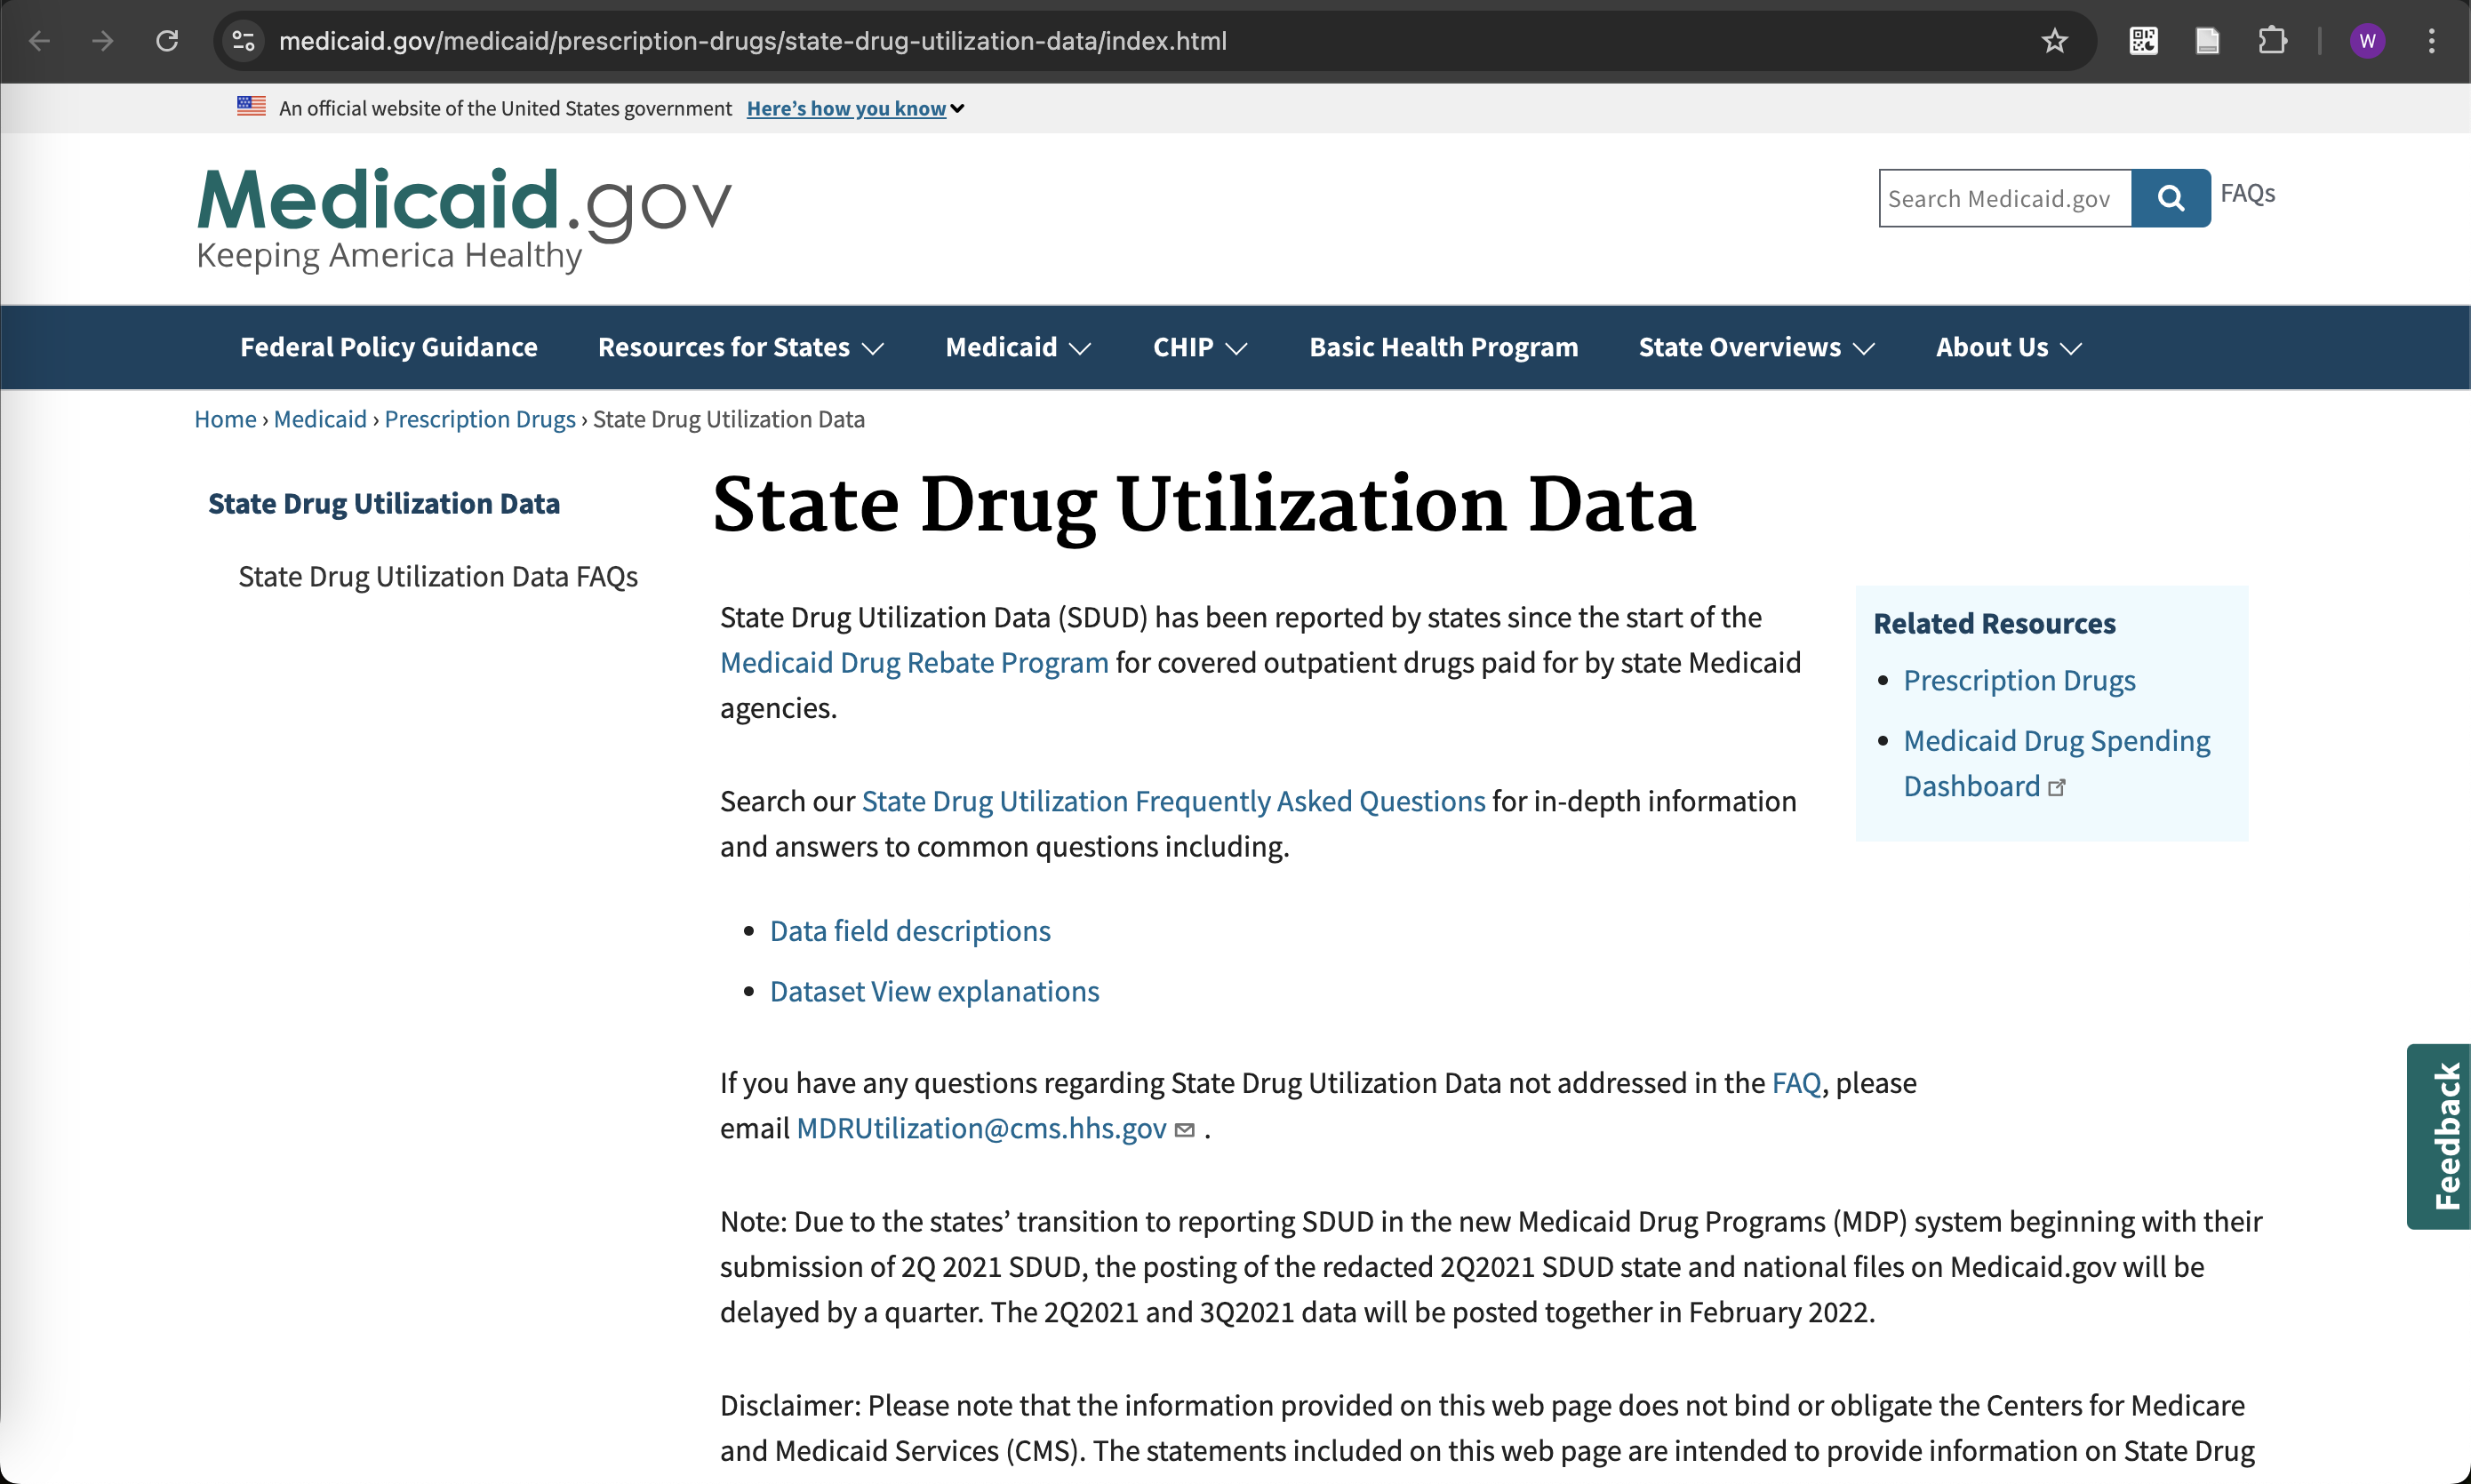 medicaid.gov/medicaid/prescription-drugs/state-drug-utilization-data/index.html
W
An official website of the United States government Here’s how you know
Medicaid.gov
Keeping America Healthy
Search Medicaid.gov
FAQs
Federal Policy Guidance
Resources for States
Medicaid
CHIP
Basic Health Program
State Overviews
About Us
Home › Medicaid › Prescription Drugs › State Drug Utilization Data
State Drug Utilization Data
State Drug Utilization Data FAQs
State Drug Utilization Data
State Drug Utilization Data (SDUD) has been reported by states since the start of the
Medicaid Drug Rebate Program for covered outpatient drugs paid for by state Medicaid
agencies.
Search our State Drug Utilization Frequently Asked Questions for in-depth information
and answers to common questions including.
• Data field descriptions
• Dataset View explanations
If you have any questions regarding State Drug Utilization Data not addressed in the FAQ, please
email MDRUtilization@cms.hhs.gov .
Note: Due to the states’ transition to reporting SDUD in the new Medicaid Drug Programs (MDP) system beginning with their
submission of 2Q 2021 SDUD, the posting of the redacted 2Q2021 SDUD state and national files on Medicaid.gov will be
delayed by a quarter. The 2Q2021 and 3Q2021 data will be posted together in February 2022.
Disclaimer: Please note that the information provided on this web page does not bind or obligate the Centers for Medicare
and Medicaid Services (CMS). The statements included on this web page are intended to provide information on State Drug
Related Resources
• Prescription Drugs
• Medicaid Drug Spending
Dashboard
Feedback